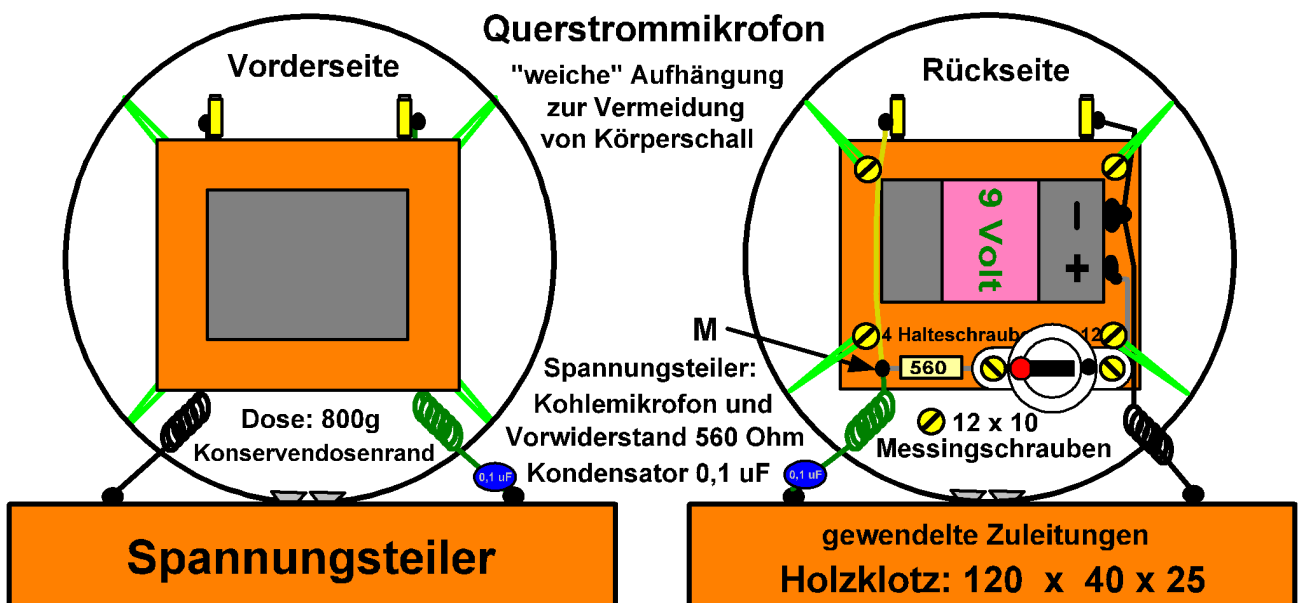 Querstrommikrofon
Vorderseite
"weiche" Aufhängung
zur Vermeidung
von Körperschall
Rückseite
9 Volt
-
+
M
4 Halteschrauben 12
560
Spannungsteiler:
Kohlemikrofon und
Vorwiderstand 560 Ohm
Kondensator 0,1 uF
Dose: 800g
Konservendosenrand
12 x 10
Messingschrauben
0,1 uF
0,1 uF
Spannungsteiler
gewendelte Zuleitungen
Holzklotz: 120 x 40 x 25